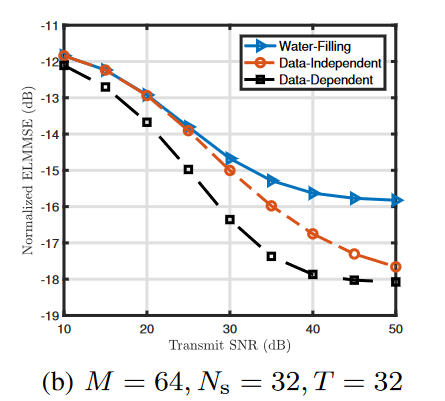 -11
-12
-13
-14
-15
-16
-17
-18
-19
Normalized ELMMSE (dB)
Water-Filling
Data-Independent
Data-Dependent
10 20 30 40 50
Transmit SNR (dB)
(b) M = 64, Nₛ = 32, T = 32